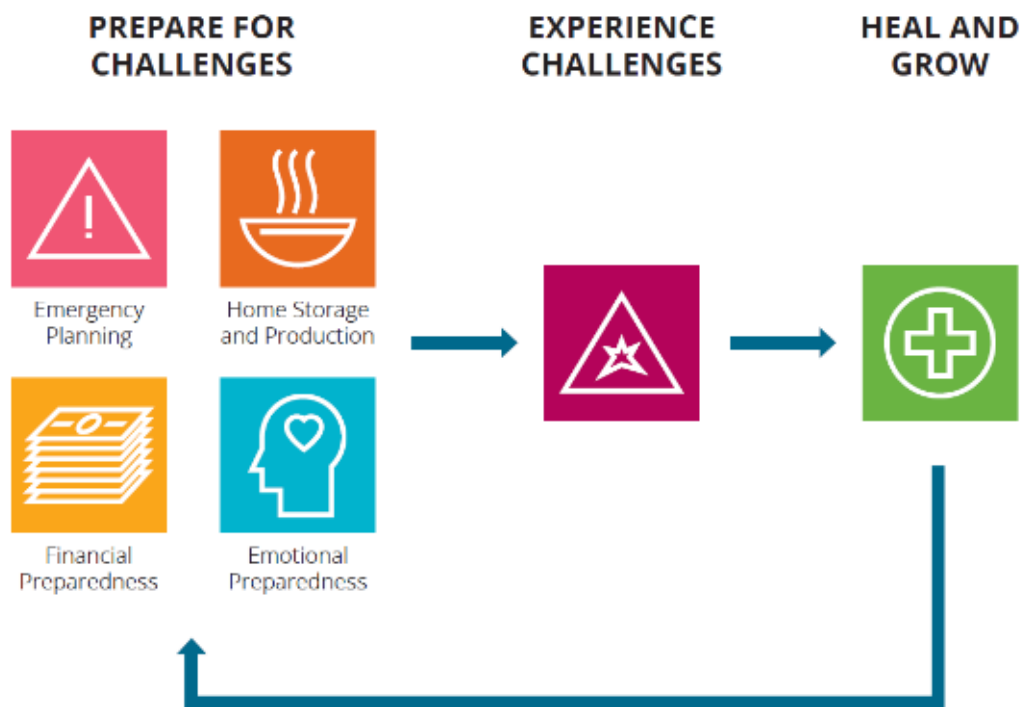 PREPARE FOR
CHALLENGES
EXPERIENCE
CHALLENGES
HEAL AND
GROW
Emergency
Planning
Home Storage
and Production
Financial
Preparedness
Emotional
Preparedness